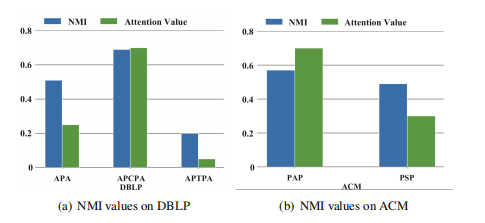 NMI Attention Value
0.8
0.6
0.4
0.2
0
APA APCPA APTPA
DBLP
(a) NMI values on DBLP
NMI Attention Value
0.8
0.6
0.4
0.2
0
PAP PSP
ACM
(b) NMI values on ACM